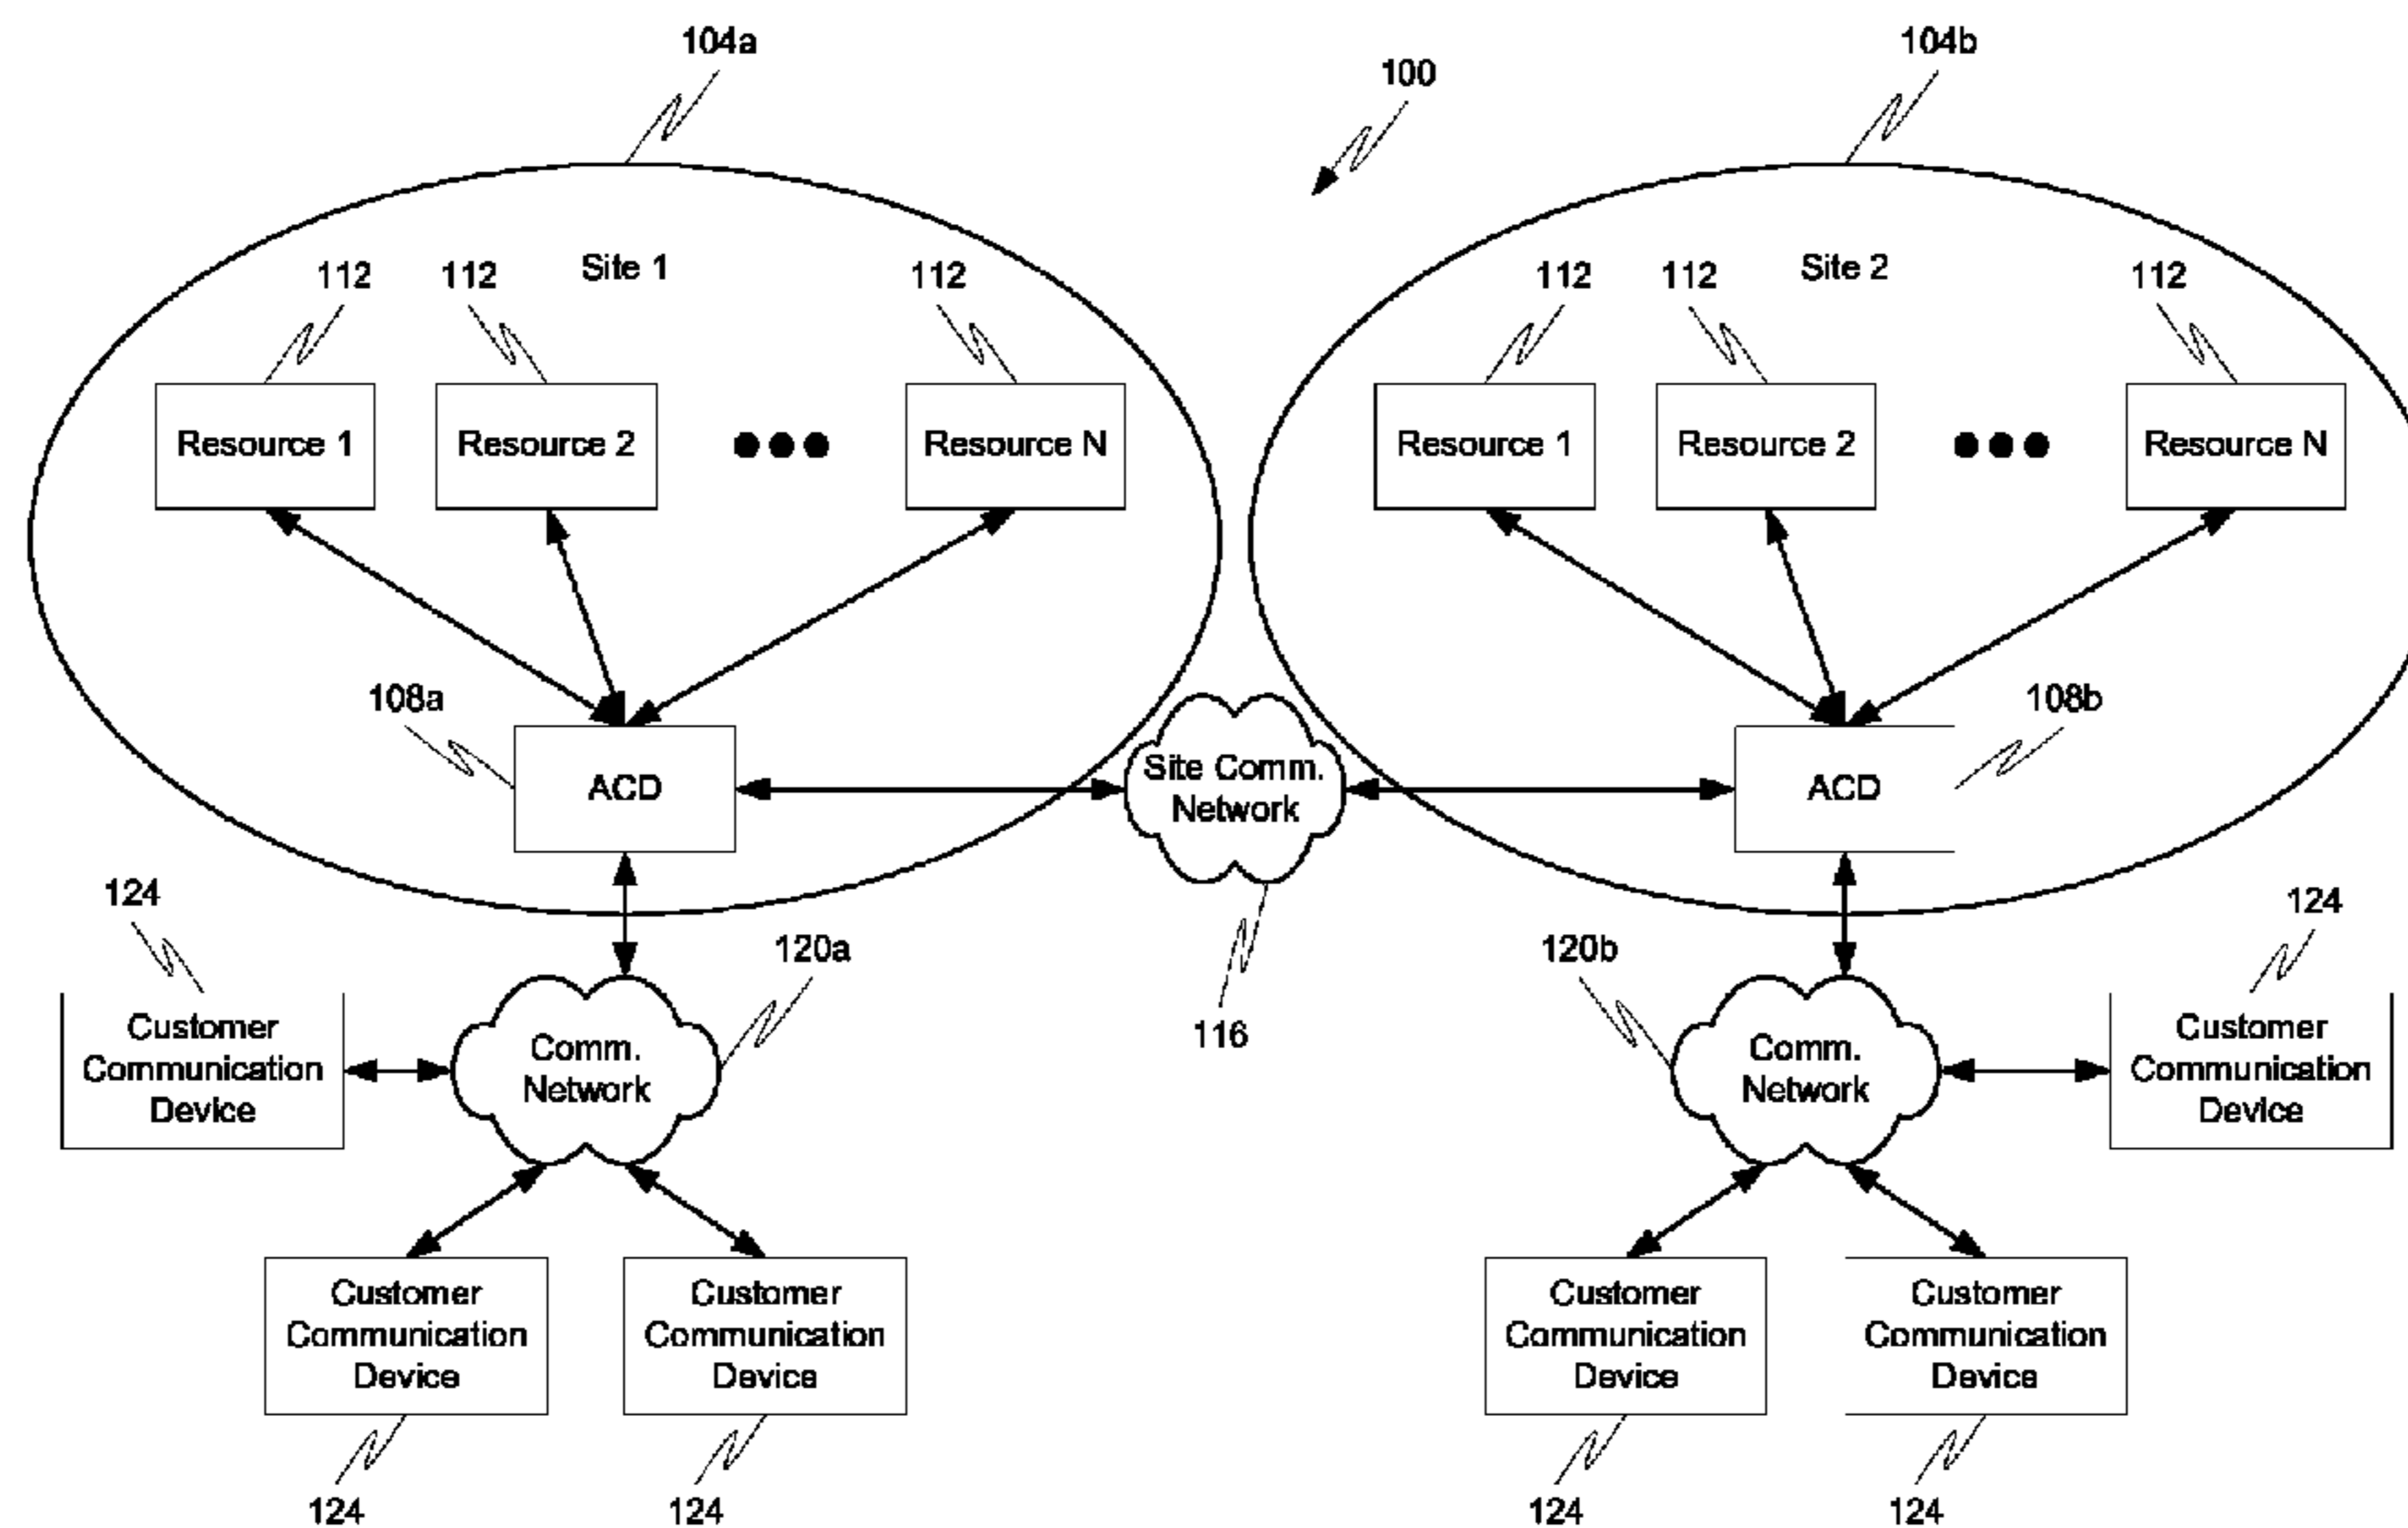 104a
104b
100
Site 1
Site 2
112
112
112
112
112
112
Resource 1
Resource 2
Resource N
Resource 1
Resource 2
Resource N
108a
108b
ACD
Site Comm.
Network
ACD
124
120a
120b
124
116
Customer
Communication
Device
Comm.
Network
Comm.
Network
Customer
Communication
Device
Customer
Communication
Device
Customer
Communication
Device
Customer
Communication
Device
Customer
Communication
Device
124
124
124
124